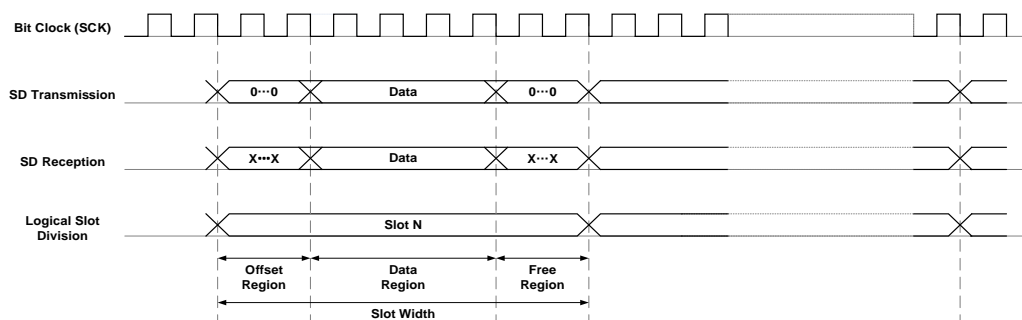 Bit Clock (SCK)
SD Transmission
0···0
Data
0···0
SD Reception
X•••X
Data
X···X
Logical Slot
Division
Slot N
Offset
Region
Data
Region
Free
Region
Slot Width